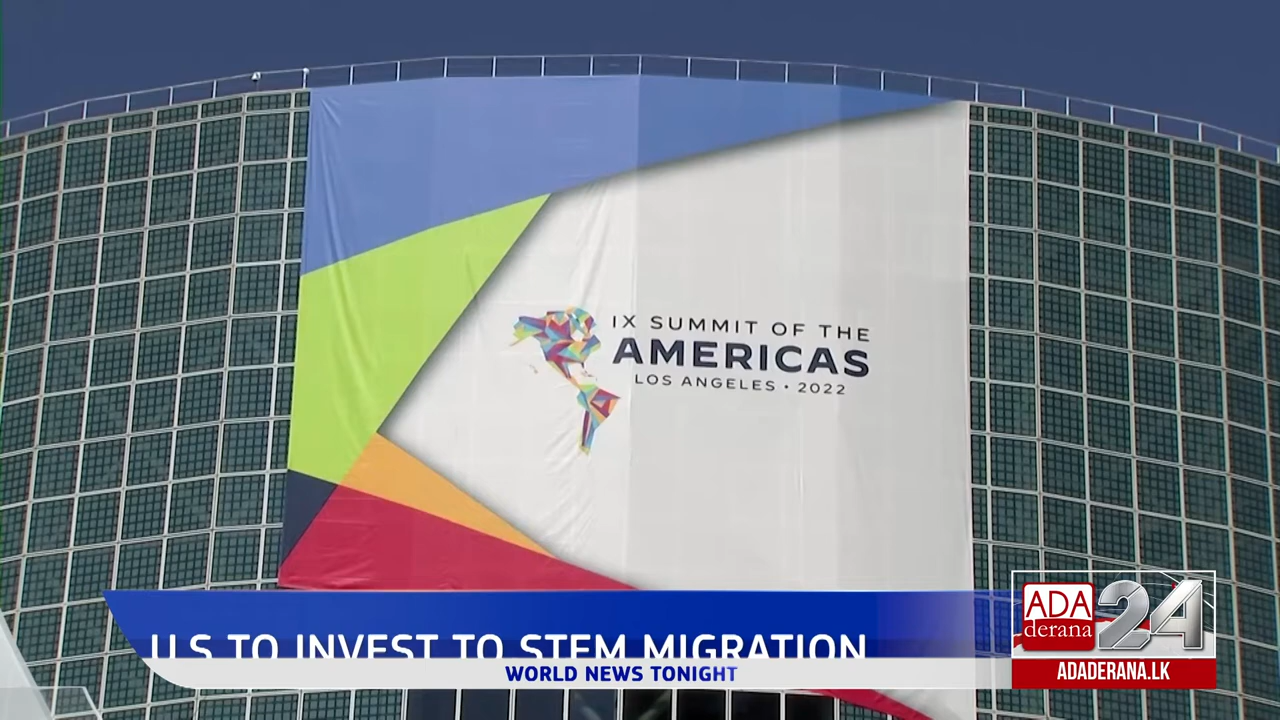 IX SUMMIT OF THE
AMERICAS
LOS ANGELES • 2022
U.S TO INVEST TO STEM MIGRATION
WORLD NEWS TONIGHT
ADA
derana
24
ADADERANA.LK